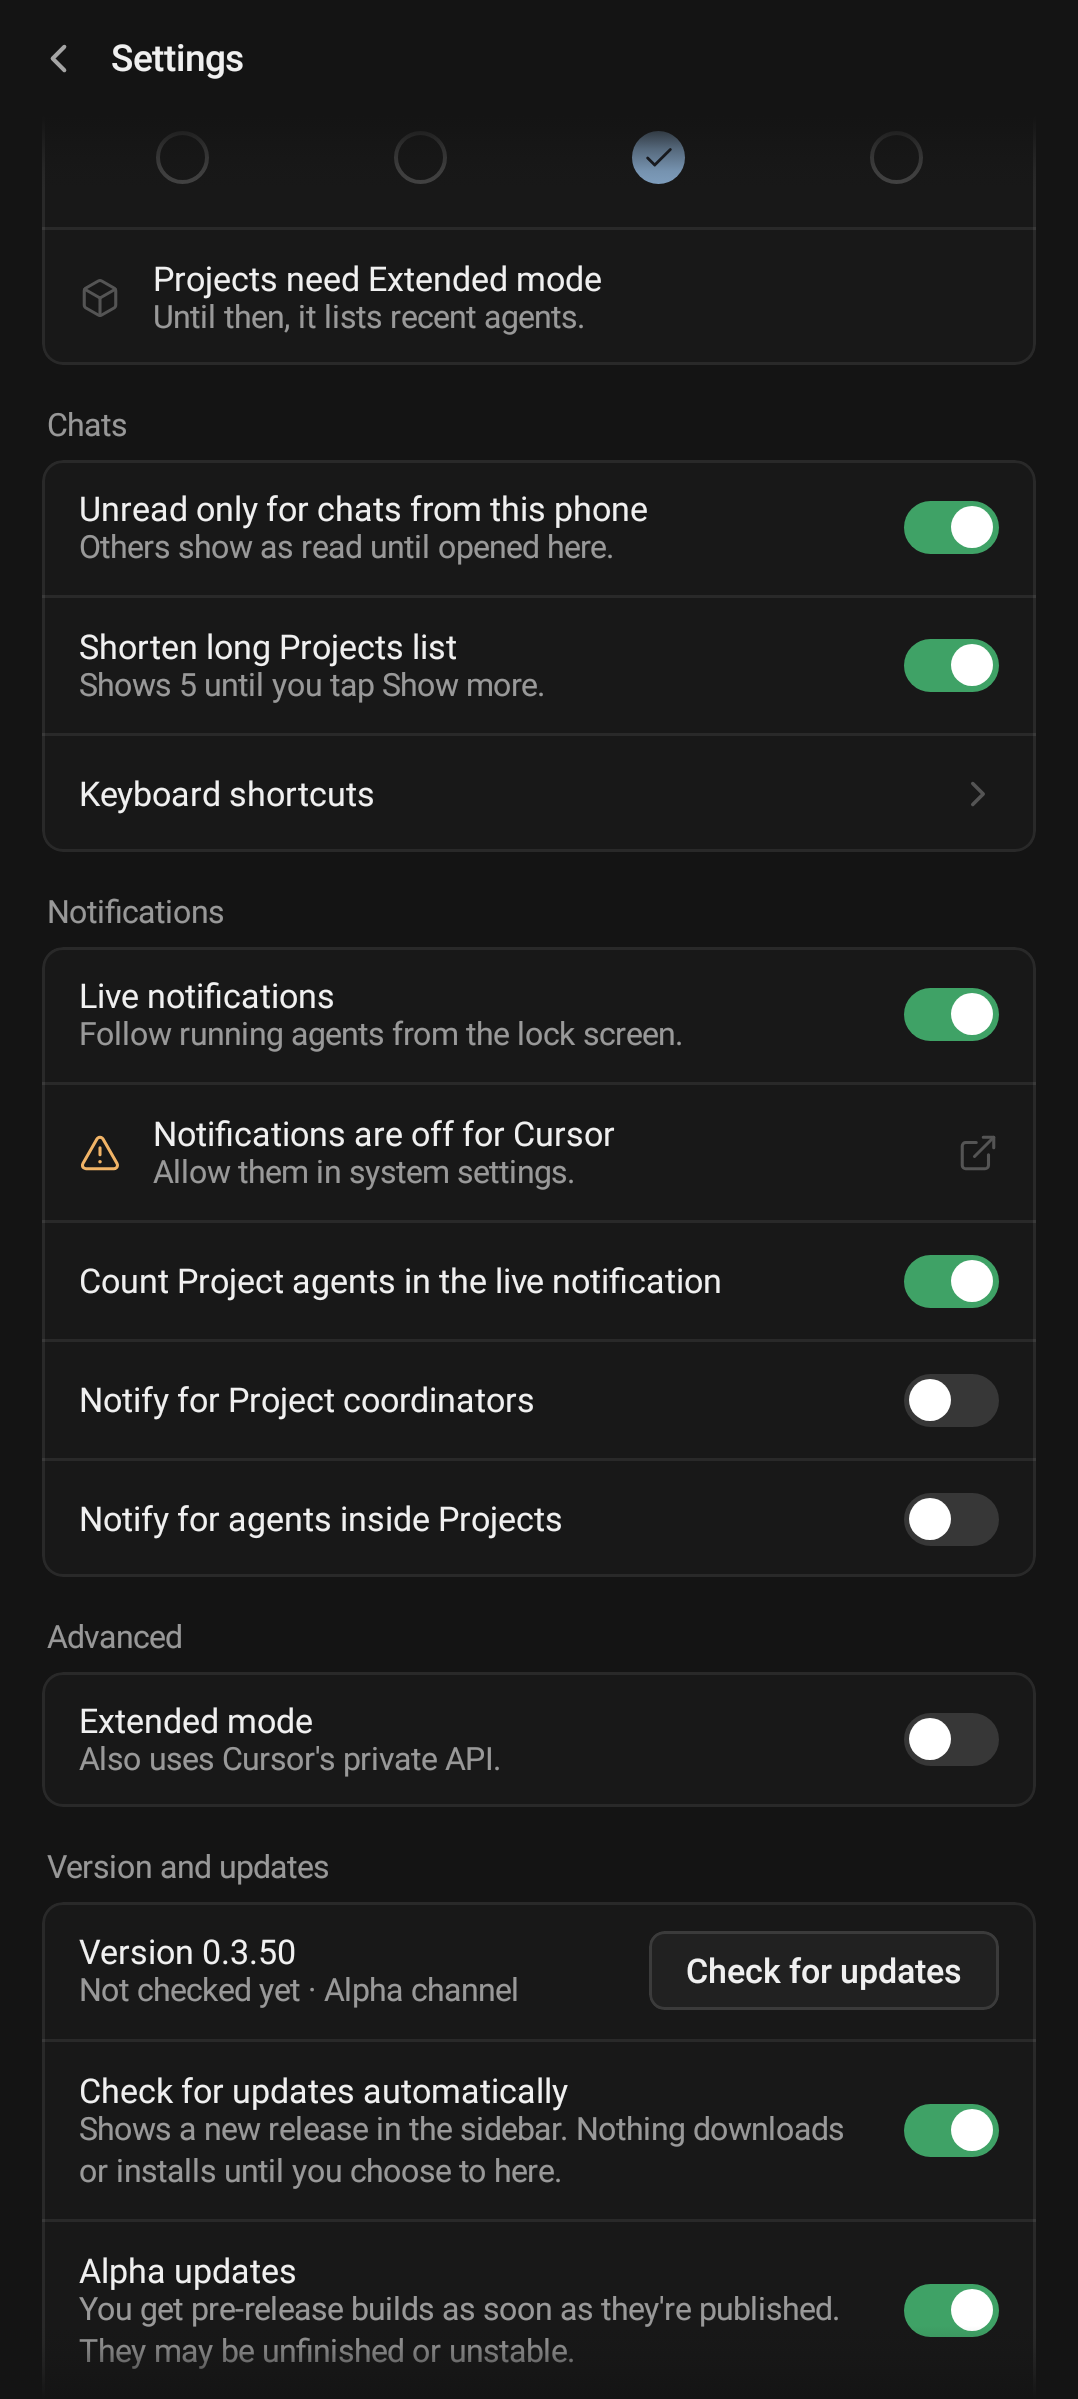 Settings
Projects need Extended mode
Until then, it lists recent agents.
Chats
Unread only for chats from this phone
Others show as read until opened here.
Shorten long Projects list
Shows 5 until you tap Show more.
Keyboard shortcuts
Notifications
Live notifications
Follow running agents from the lock screen.
Notifications are off for Cursor
Allow them in system settings.
Count Project agents in the live notification
Notify for Project coordinators
Notify for agents inside Projects
Advanced
Extended mode
Also uses Cursor's private API.
Version and updates
Version 0.3.50
Not checked yet · Alpha channel
Check for updates
Check for updates automatically
Shows a new release in the sidebar. Nothing downloads
or installs until you choose to here.
Alpha updates
You get pre-release builds as soon as they're published.
They may be unfinished or unstable.